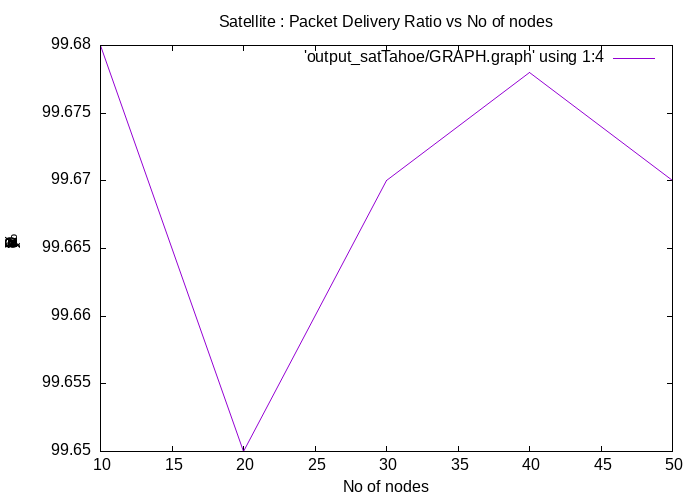 Satellite : Packet Delivery Ratio vs No of nodes
'output_satTahoe/GRAPH.graph' using 1:4
99.68
99.675
99.67
99.665
99.66
99.655
99.65
10 15 20 25 30 35 40 45 50
No of nodes